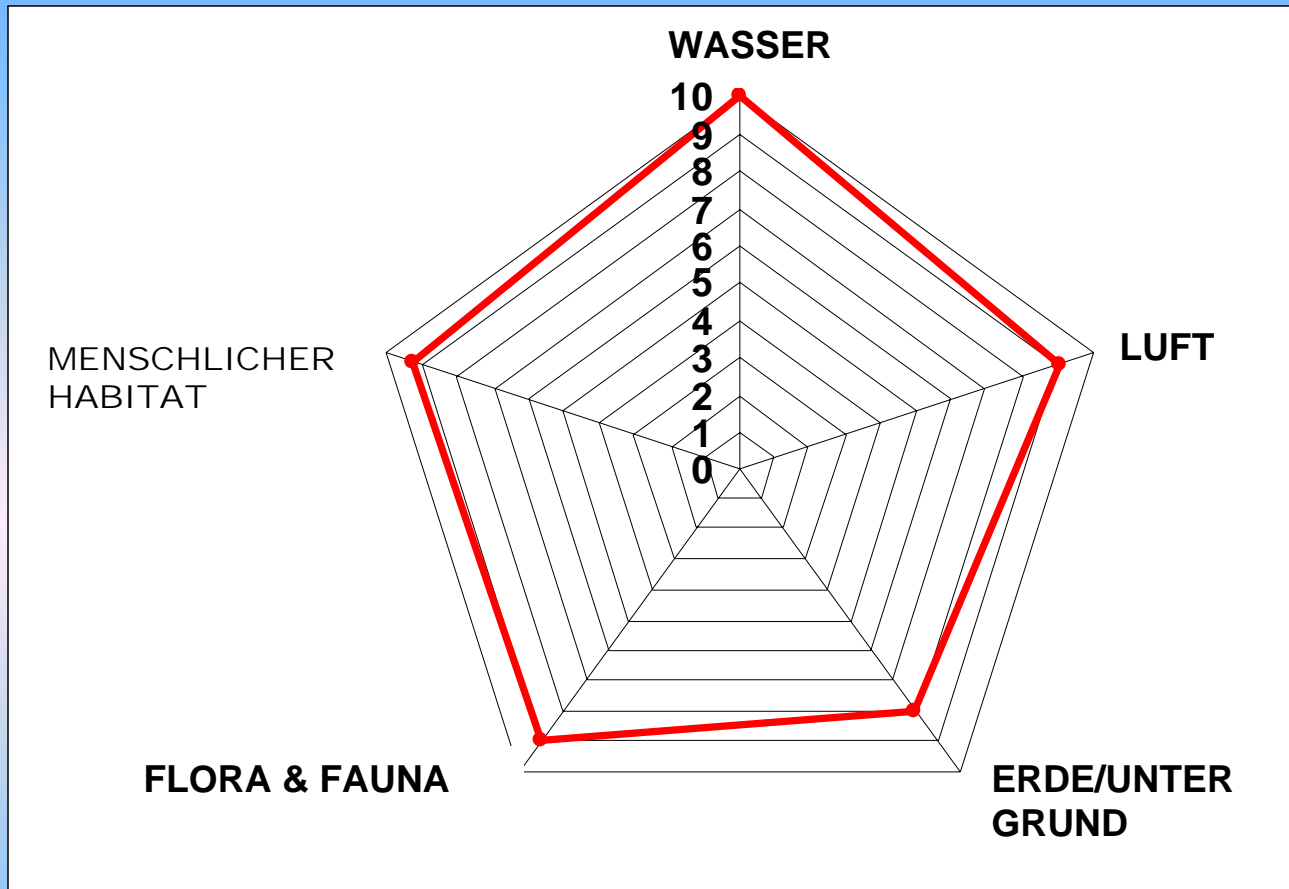 WASSER
10
9
8
7
6
5
4
3
2
1
0
LUFT
MENSCHLICHER
HABITAT
FLORA & FAUNA
ERDE/UNTER
GRUND